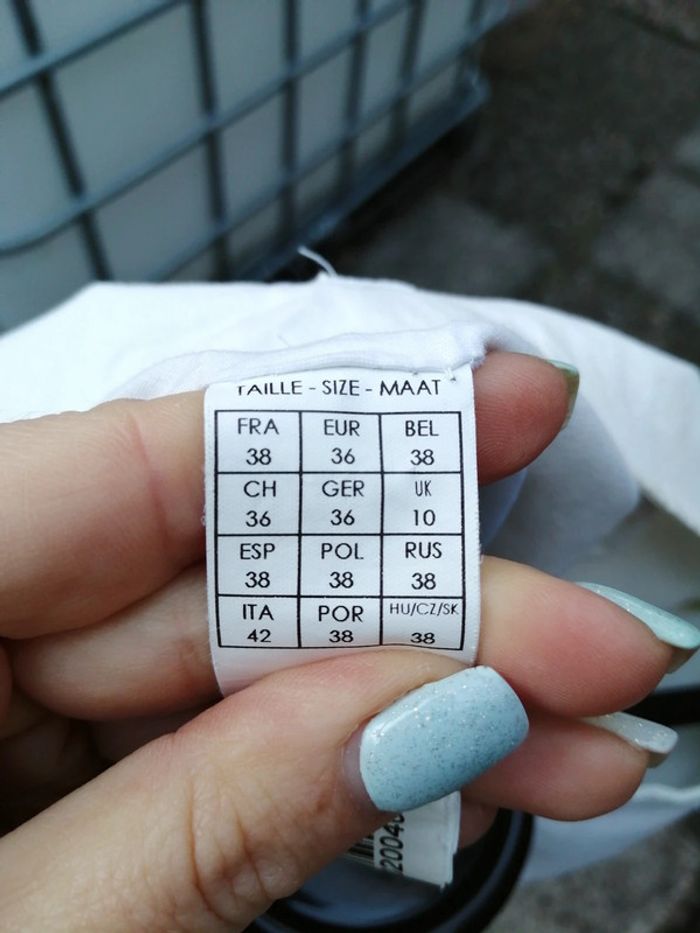 TAILLE - SIZE - MAAT
FRA EUR BEL
38 36 38
CH GER UK
36 36 10
ESP POL RUS
38 38 38
ITA POR HU/CZ/SK
42 38 38